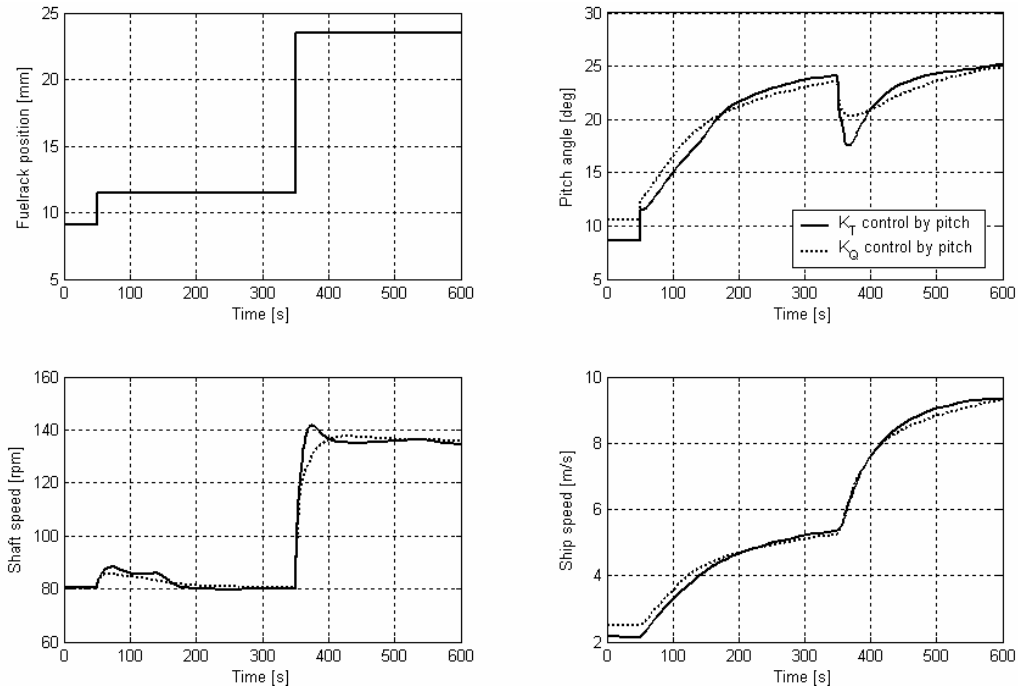 25
20
15
10
5
Fuelrack position [mm]
0 100 200 300 400 500 600
Time [s]
30
25
20
15
10
5
Pitch angle [deg]
K_T control by pitch
K_Q control by pitch
0 100 200 300 400 500 600
Time [s]
160
140
120
100
80
60
Shaft speed [rpm]
0 100 200 300 400 500 600
Time [s]
10
8
6
4
2
Ship speed [m/s]
0 100 200 300 400 500 600
Time [s]